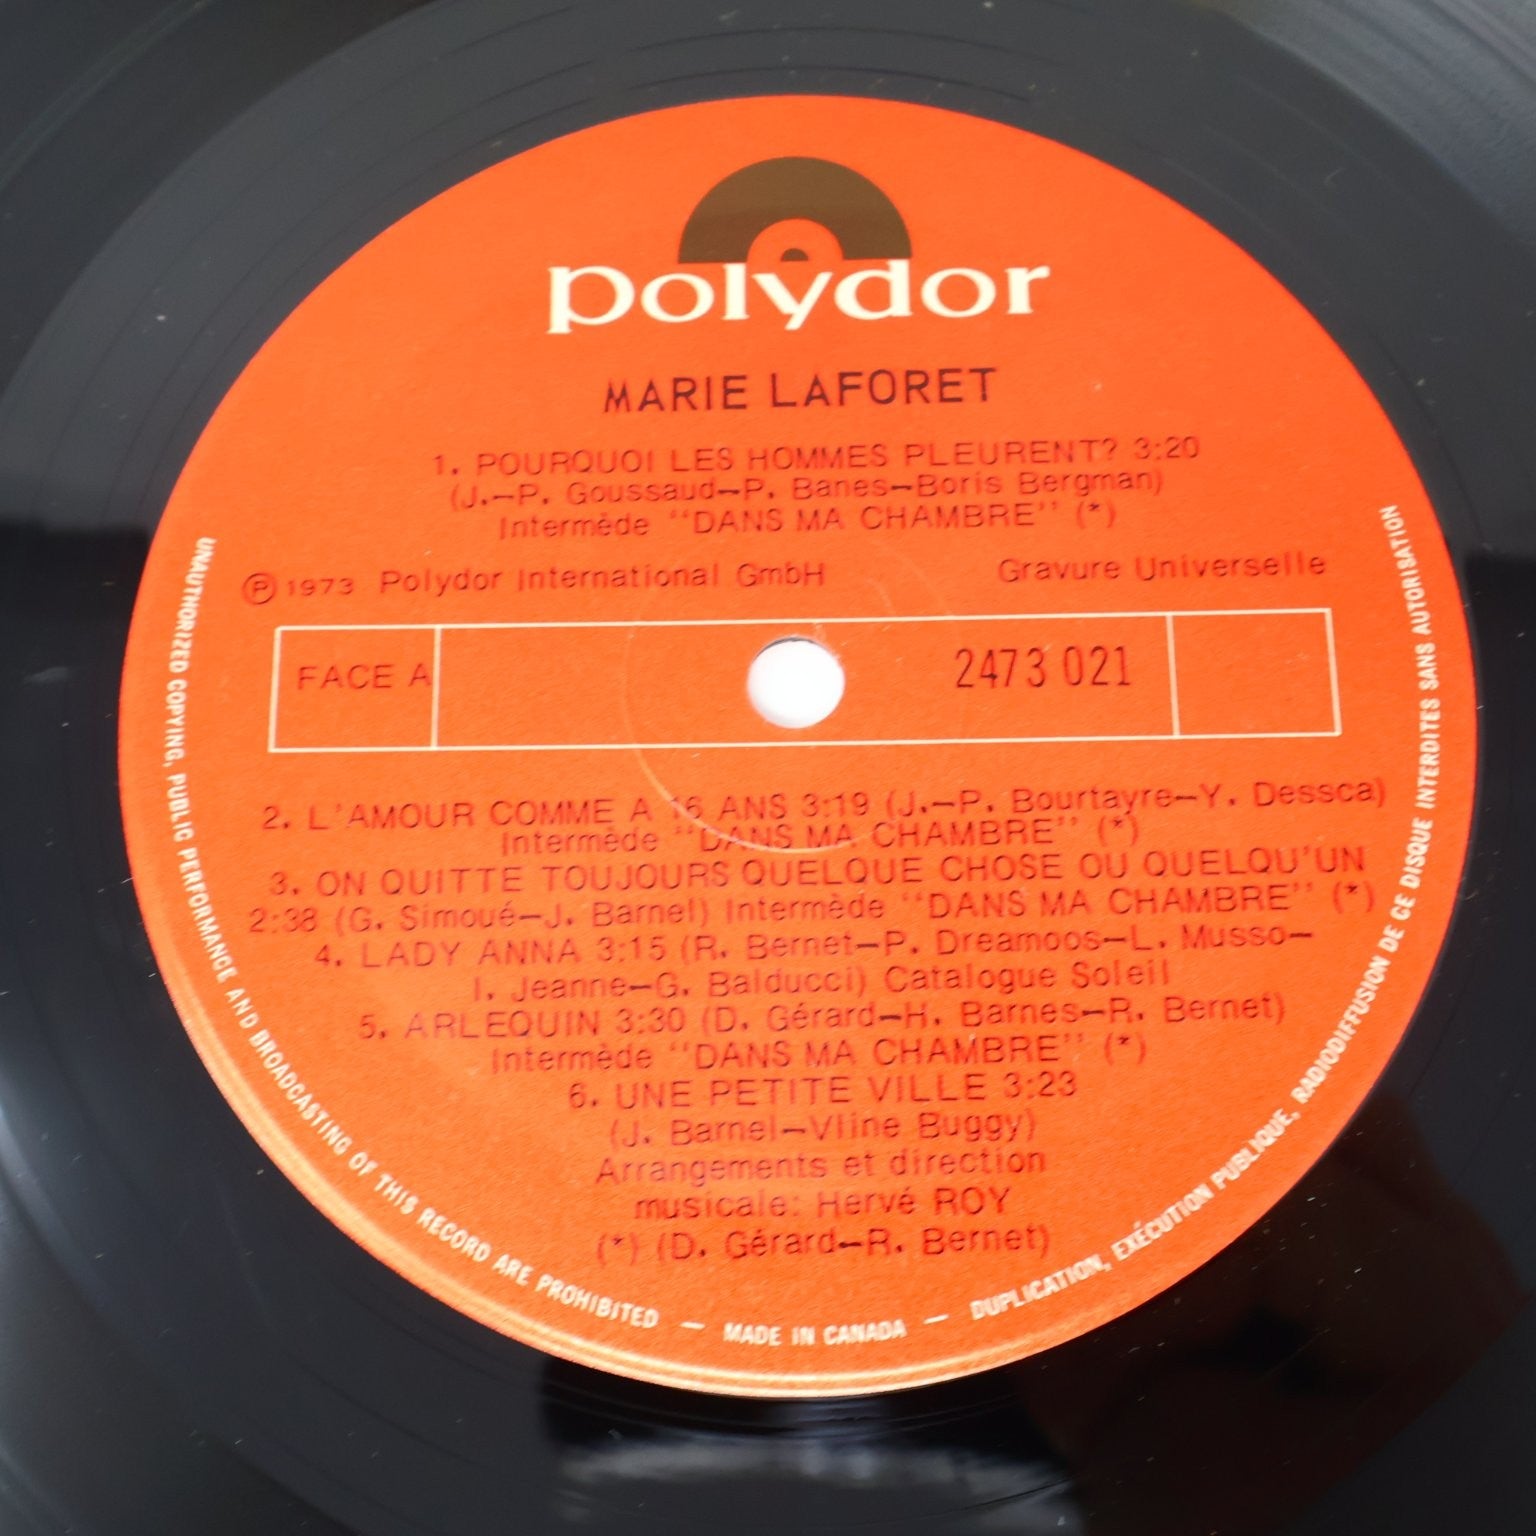 polydor
MARIE LAFORET
1. POURQUOI LES HOMMES PLEURENT? 3:20
(J.–P. Goussaud–P. Banes–Boris Bergman)
Intermède "DANS MA CHAMBRE" (*)
Ⓟ 1973 Polydor International GmbH
Gravure Universelle
FACE A
2473 021
2. L'AMOUR COMME A 16 ANS 3:19 (J.–P. Bourtayre–Y. Dessca)
Intermède "DANS MA CHAMBRE" (*)
3. ON QUITTE TOUJOURS QUELQUE CHOSE OU QUELQU'UN
2:38 (G. Simoué–J. Barnel) Intermède "DANS MA CHAMBRE" (*)
4. LADY ANNA 3:15 (R. Bernet–P. Dreamoos–L. Musso–
I. Jeanne–G. Balducci) Catalogue Soleil
5. ARLEQUIN 3:30 (D. Gérard–H. Barnes–R. Bernet)
Intermède "DANS MA CHAMBRE" (*)
6. UNE PETITE VILLE 3:23
(J. Barnel–Vline Buggy)
Arrangements et direction
musicale: Hervé ROY
(*) (D. Gérard–R. Bernet)
UNAUTHORIZED COPYING, PUBLIC PERFORMANCE AND BROADCASTING OF THIS RECORD ARE PROHIBITED — MADE IN CANADA — DUPLICATION, EXÉCUTION PUBLIQUE, RADIODIFFUSION DE CE DISQUE INTERDITES SANS AUTORISATION